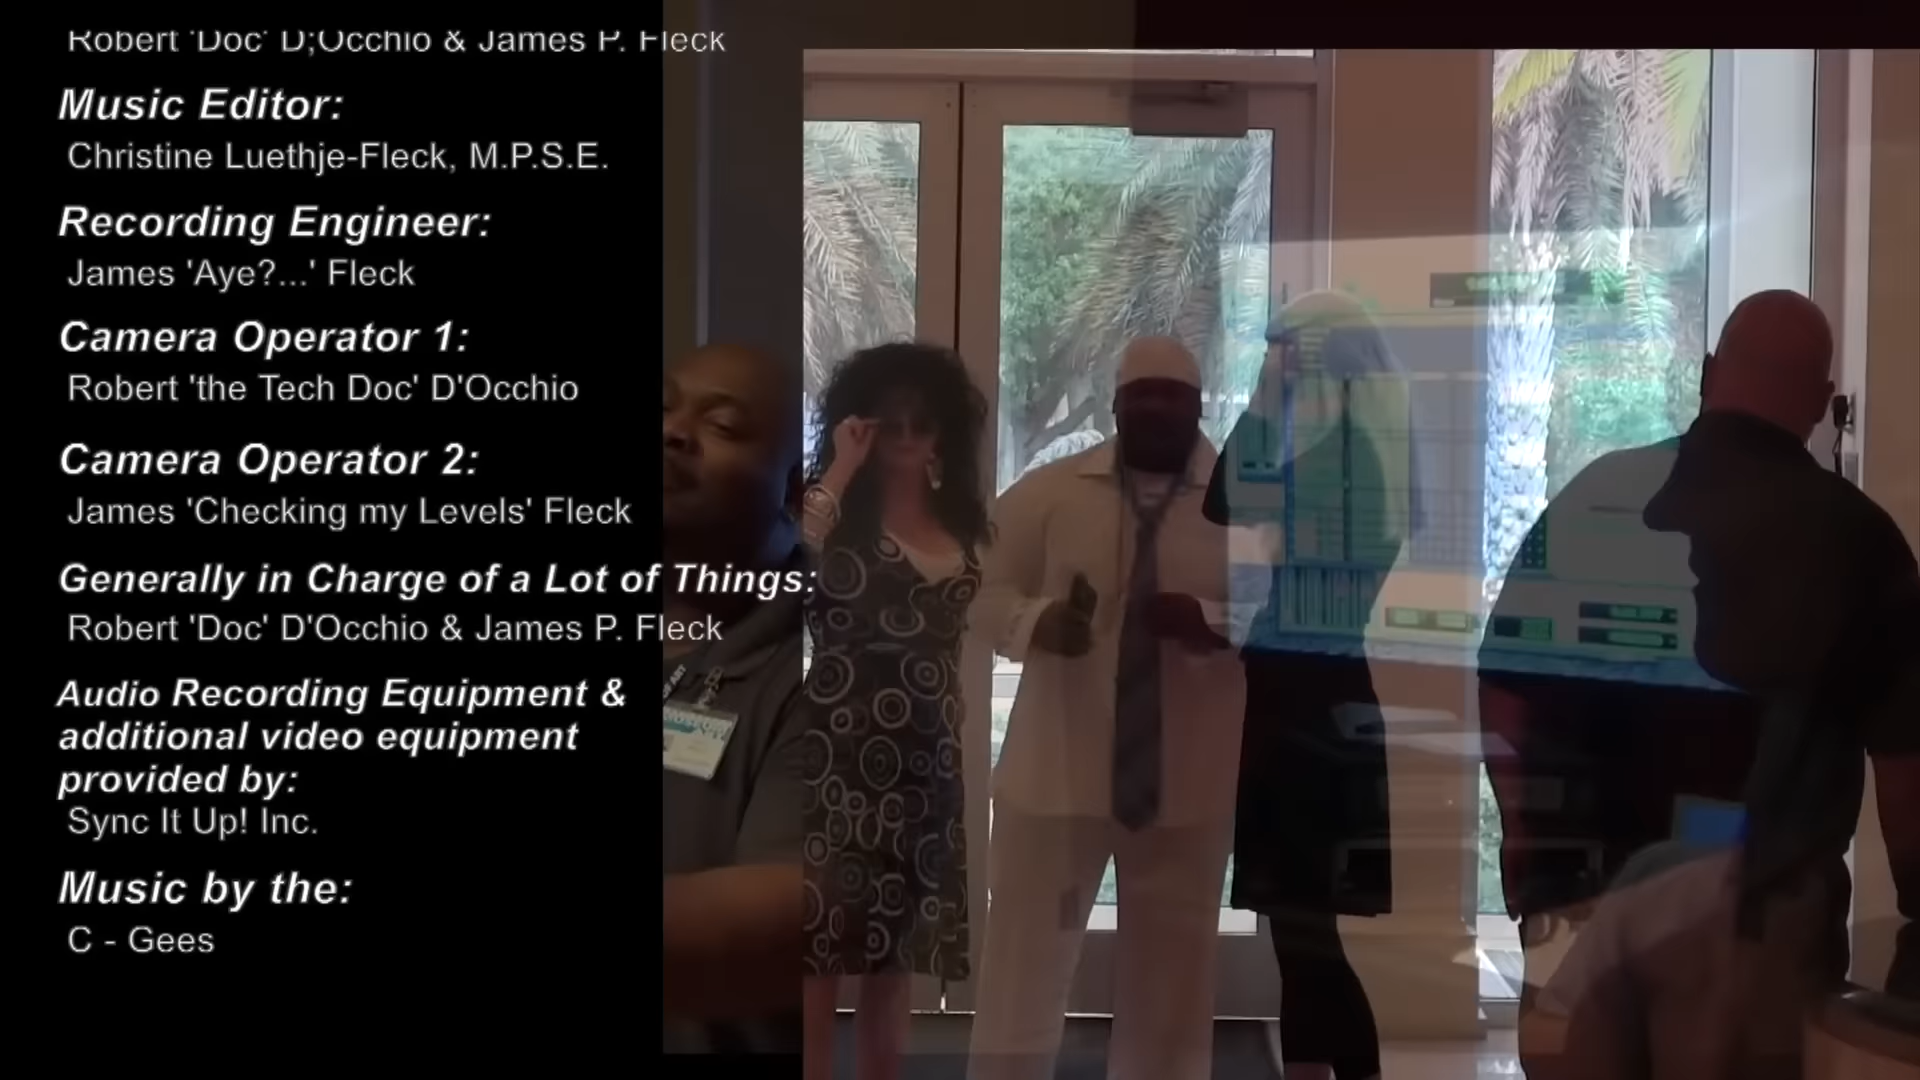 Robert 'Doc' D;Occhio & James P. Fleck
Music Editor:
Christine Luethje-Fleck, M.P.S.E.
Recording Engineer:
James 'Aye?...' Fleck
Camera Operator 1:
Robert 'the Tech Doc' D'Occhio
Camera Operator 2:
James 'Checking my Levels' Fleck
Generally in Charge of a Lot of Things:
Robert 'Doc' D'Occhio & James P. Fleck
Audio Recording Equipment &
additional video equipment
provided by:
Sync It Up! Inc.
Music by the:
C - Gees